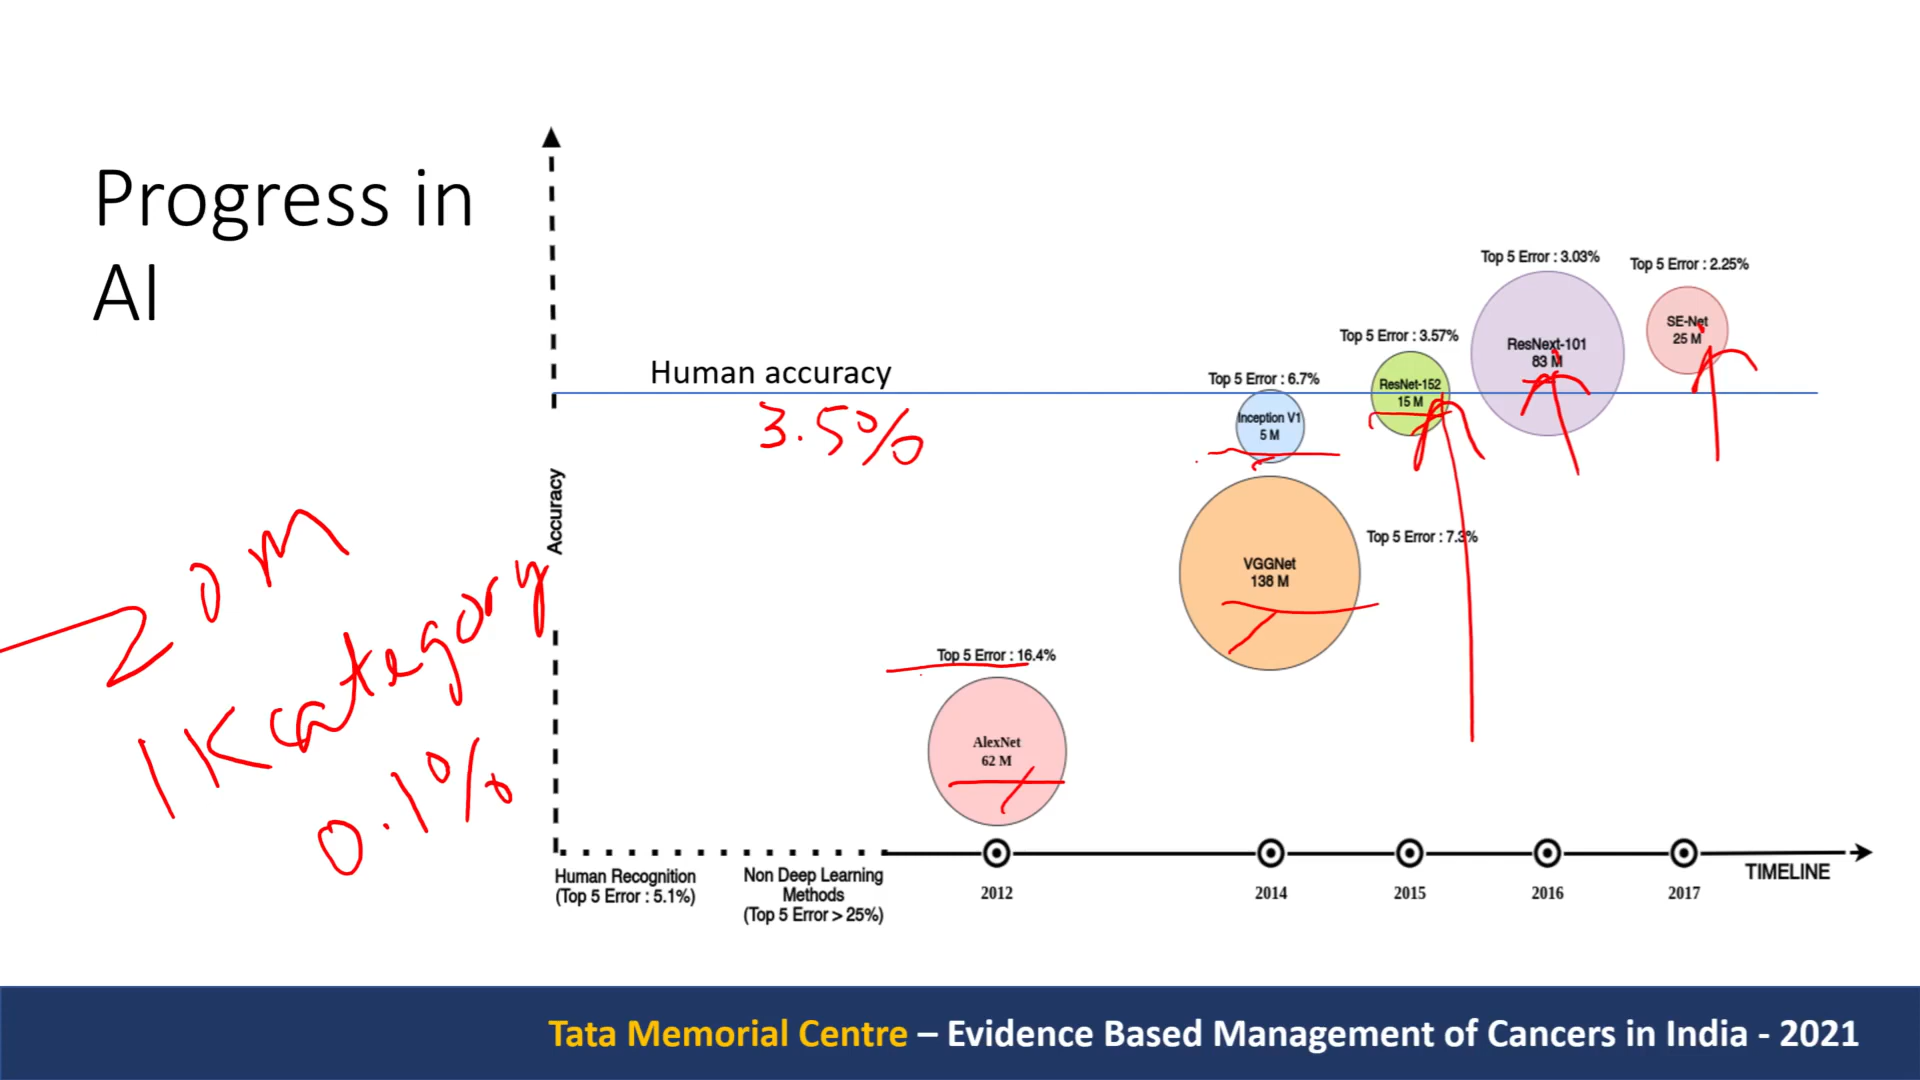 Progress in
AI
Top 5 Error : 3.03%
Top 5 Error : 2.25%
SE-Net
25 M
Top 5 Error : 3.57%
ResNext-101
83 M
Human accuracy
3.5%
Top 5 Error : 6.7%
ResNet-152
15 M
Inception V1
5 M
Accuracy
Top 5 Error : 7.3%
VGGNet
138 M
20M
1K category
0.1%
Top 5 Error : 16.4%
AlexNet
62 M
Human Recognition
(Top 5 Error : 5.1%)
Non Deep Learning
Methods
(Top 5 Error > 25%)
2012
2014
2015
2016
2017
TIMELINE
Tata Memorial Centre – Evidence Based Management of Cancers in India - 2021